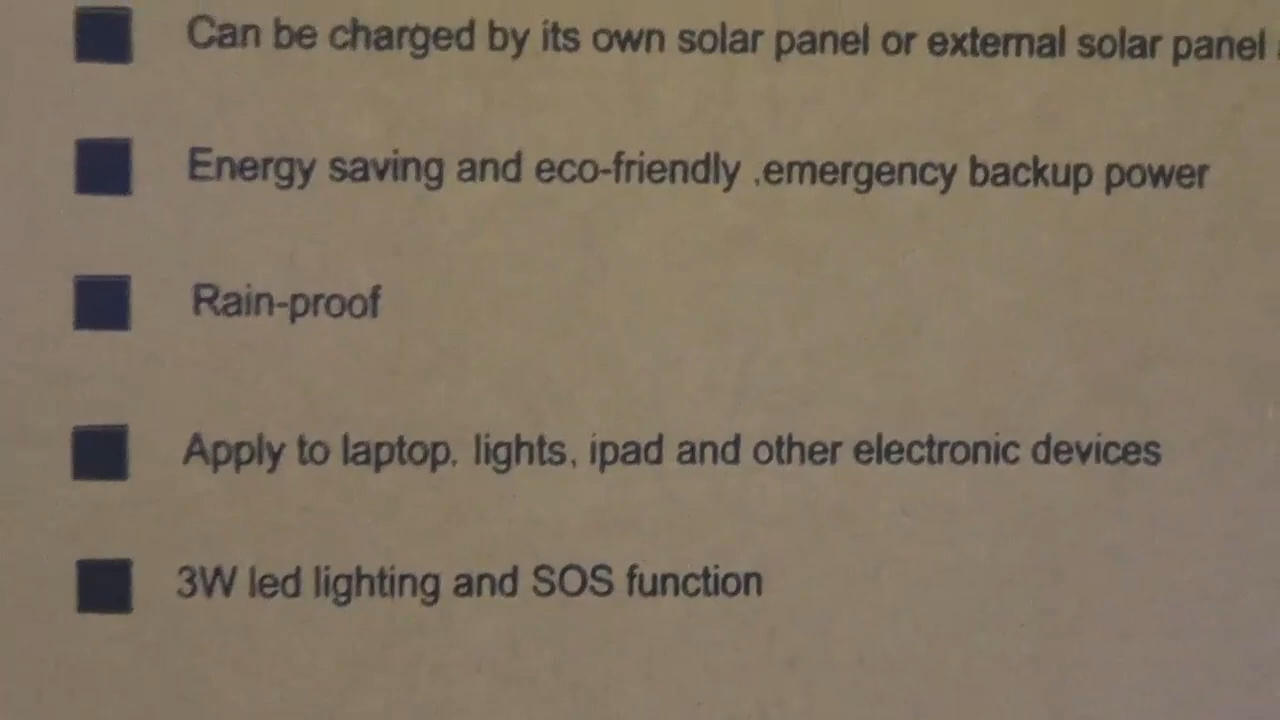 Can be charged by its own solar panel or external solar panel .
Energy saving and eco-friendly ,emergency backup power
Rain-proof
Apply to laptop, lights, ipad and other electronic devices
3W led lighting and SOS function